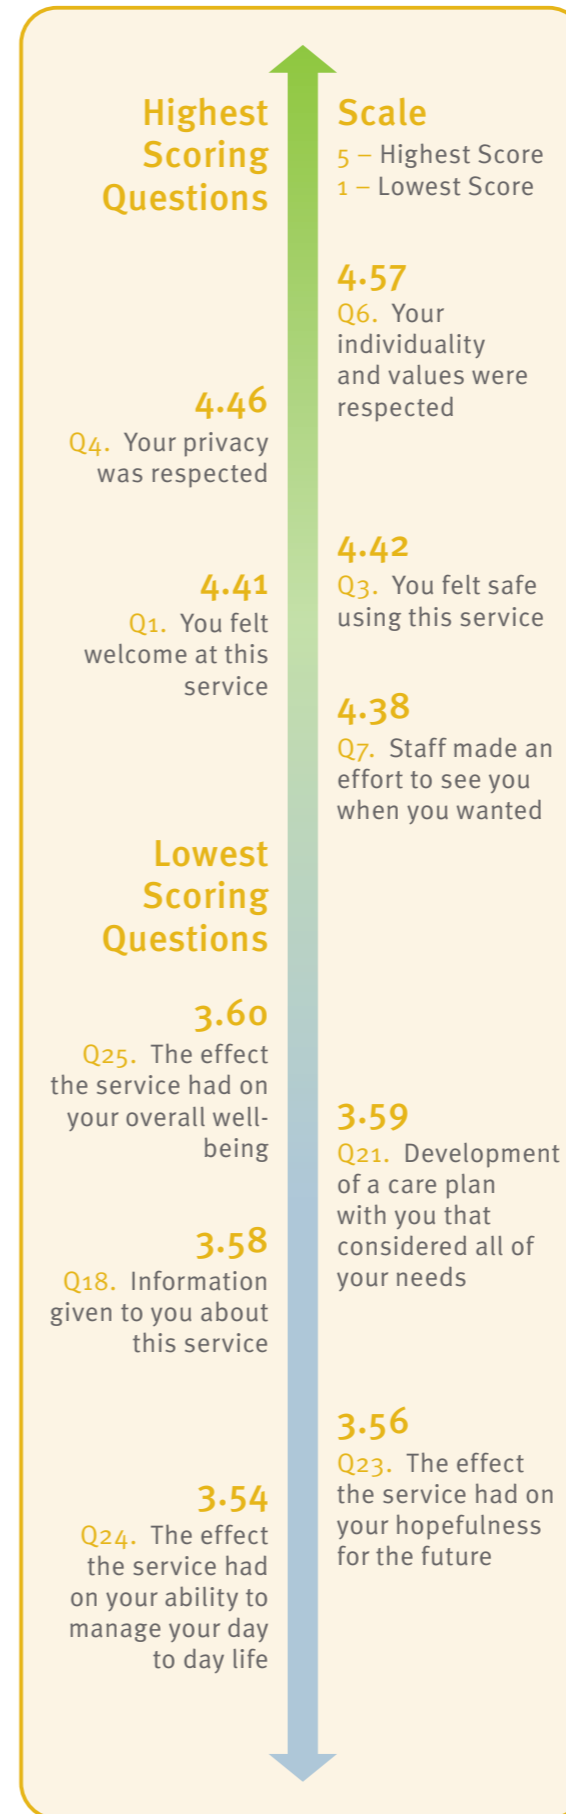 Highest
Scoring
Questions
Scale
5 – Highest Score
1 – Lowest Score
4.57
Q6. Your
individuality
and values were
respected
4.46
Q4. Your privacy
was respected
4.42
Q3. You felt safe
using this service
4.41
Q1. You felt
welcome at this
service
4.38
Q7. Staff made an
effort to see you
when you wanted
Lowest
Scoring
Questions
3.60
Q25. The effect
the service had on
your overall well-
being
3.59
Q21. Development
of a care plan
with you that
considered all of
your needs
3.58
Q18. Information
given to you about
this service
3.56
Q23. The effect
the service had on
your hopefulness
for the future
3.54
Q24. The effect
the service had
on your ability to
manage your day
to day life